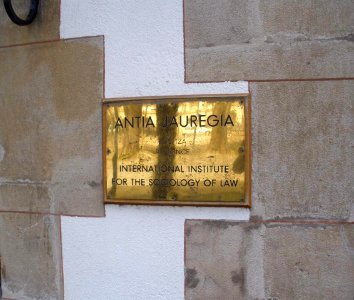 ANTIA JAUREGIA
INTERNATIONAL INSTITUTE
FOR THE SOCIOLOGY OF LAW